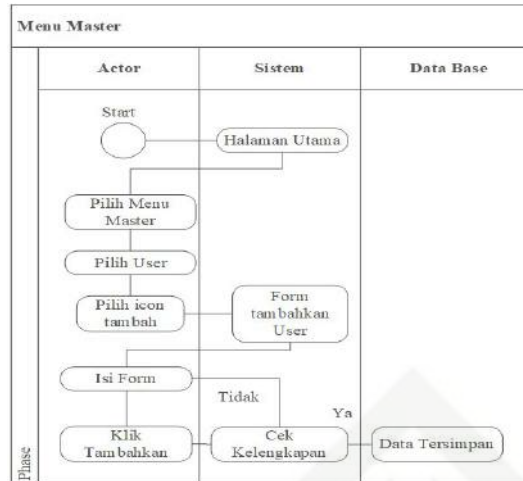 Menu Master
Actor
Sistem
Data Base
Start
Halaman Utama
Pilih Menu
Master
Pilih User
Pilih icon
tambah
Form
tambahkan
User
Isi Form
Tidak
Ya
Klik
Tambahkan
Cek
Kelengkapan
Data Tersimpan
Phase